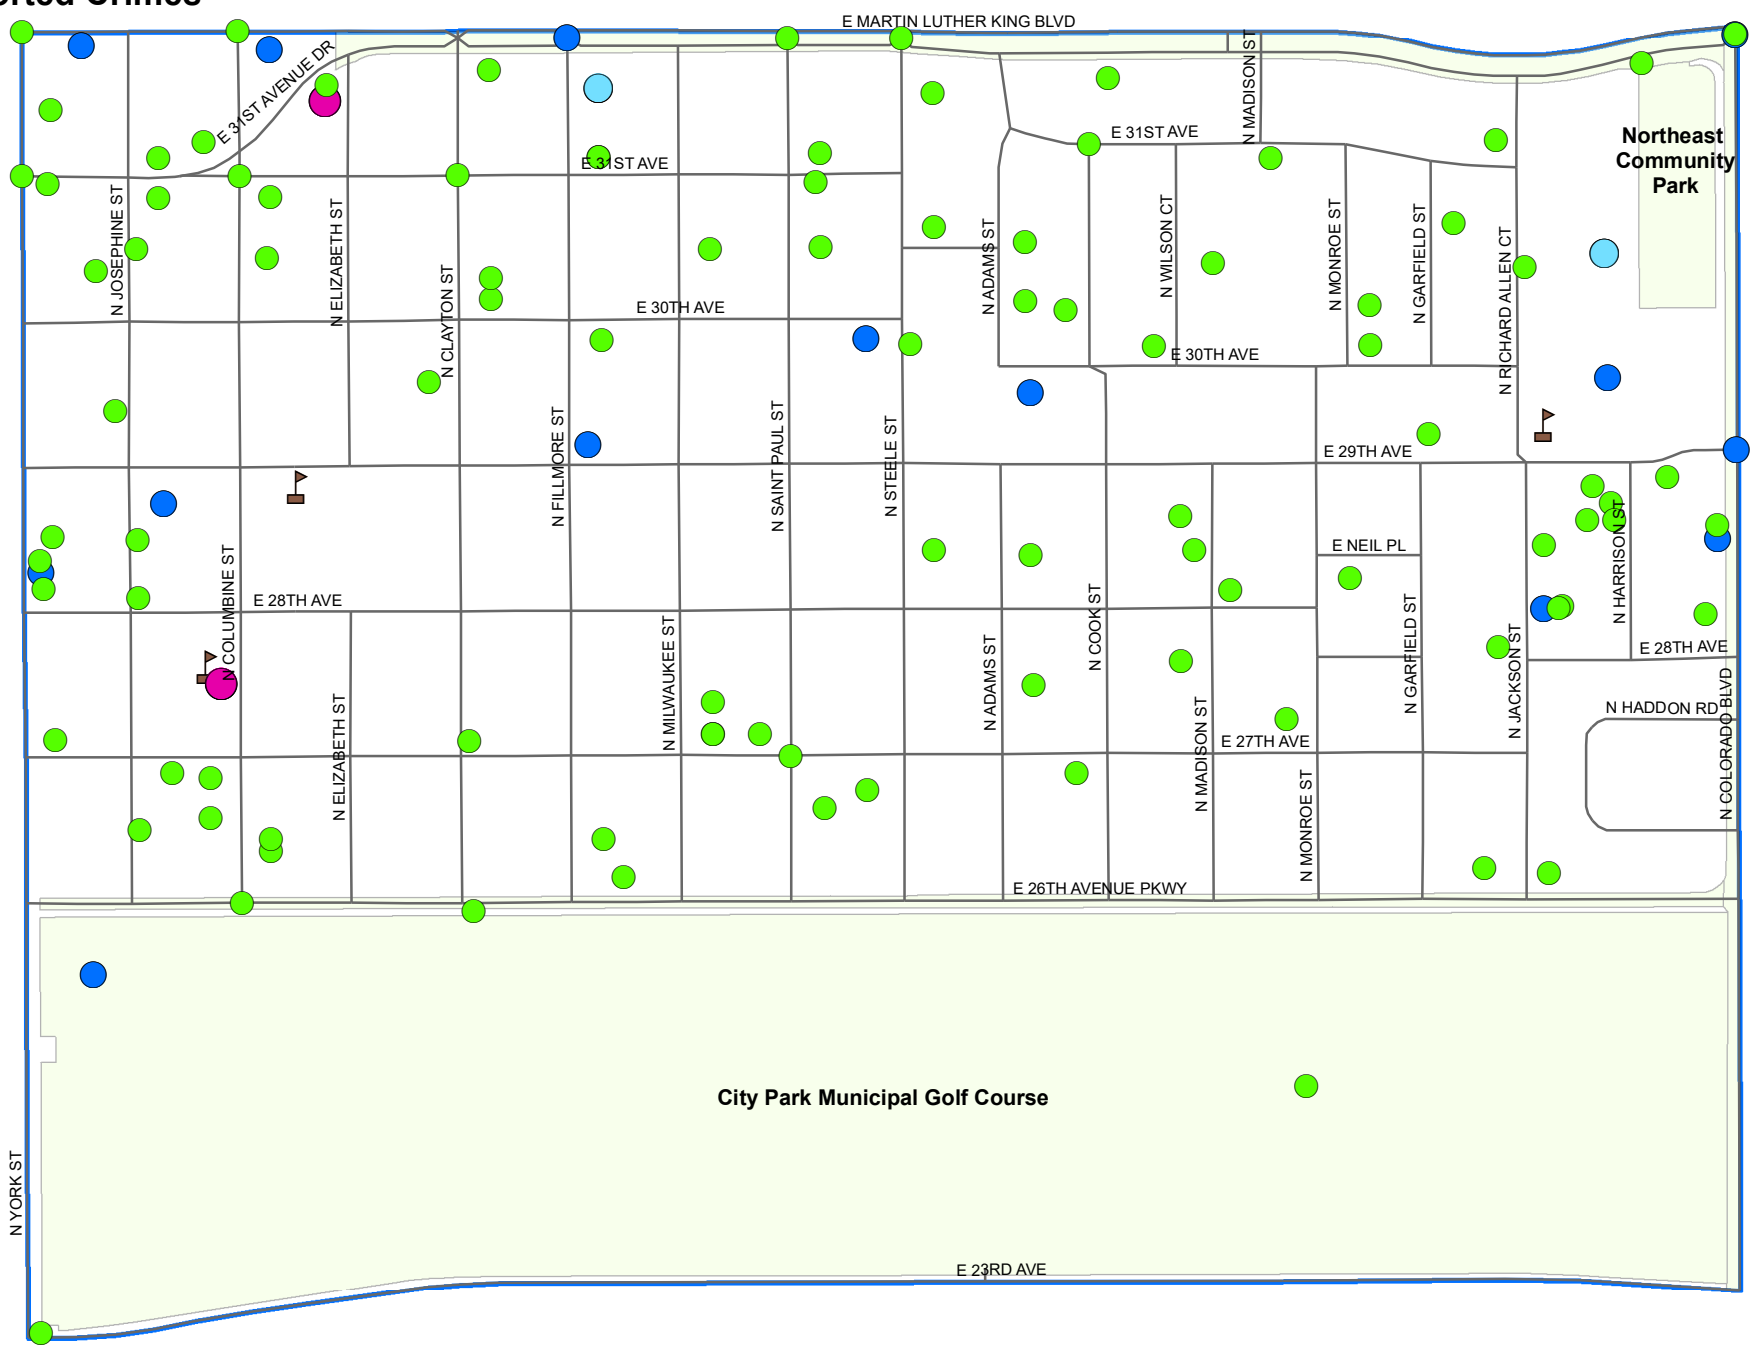 E MARTIN LUTHER KING BLVD
E 31ST AVENUE DR
N MADISON ST
E 31ST AVE
Northeast
Community
Park
E 31ST AVE
N JOSEPHINE ST
N ELIZABETH ST
N CLAYTON ST
N ADAMS ST
N WILSON CT
N MONROE ST
N GARFIELD ST
N RICHARD ALLEN CT
E 30TH AVE
E 30TH AVE
N FILLMORE ST
N SAINT PAUL ST
N STEELE ST
E 29TH AVE
E NEIL PL
N HARRISON ST
N COLUMBINE ST
E 28TH AVE
N MILWAUKEE ST
N ADAMS ST
N COOK ST
N GARFIELD ST
N JACKSON ST
E 28TH AVE
N HADDON RD
N COLORADO BLVD
N ELIZABETH ST
N MADISON ST
E 27TH AVE
N MONROE ST
E 26TH AVENUE PKWY
City Park Municipal Golf Course
N YORK ST
E 23RD AVE